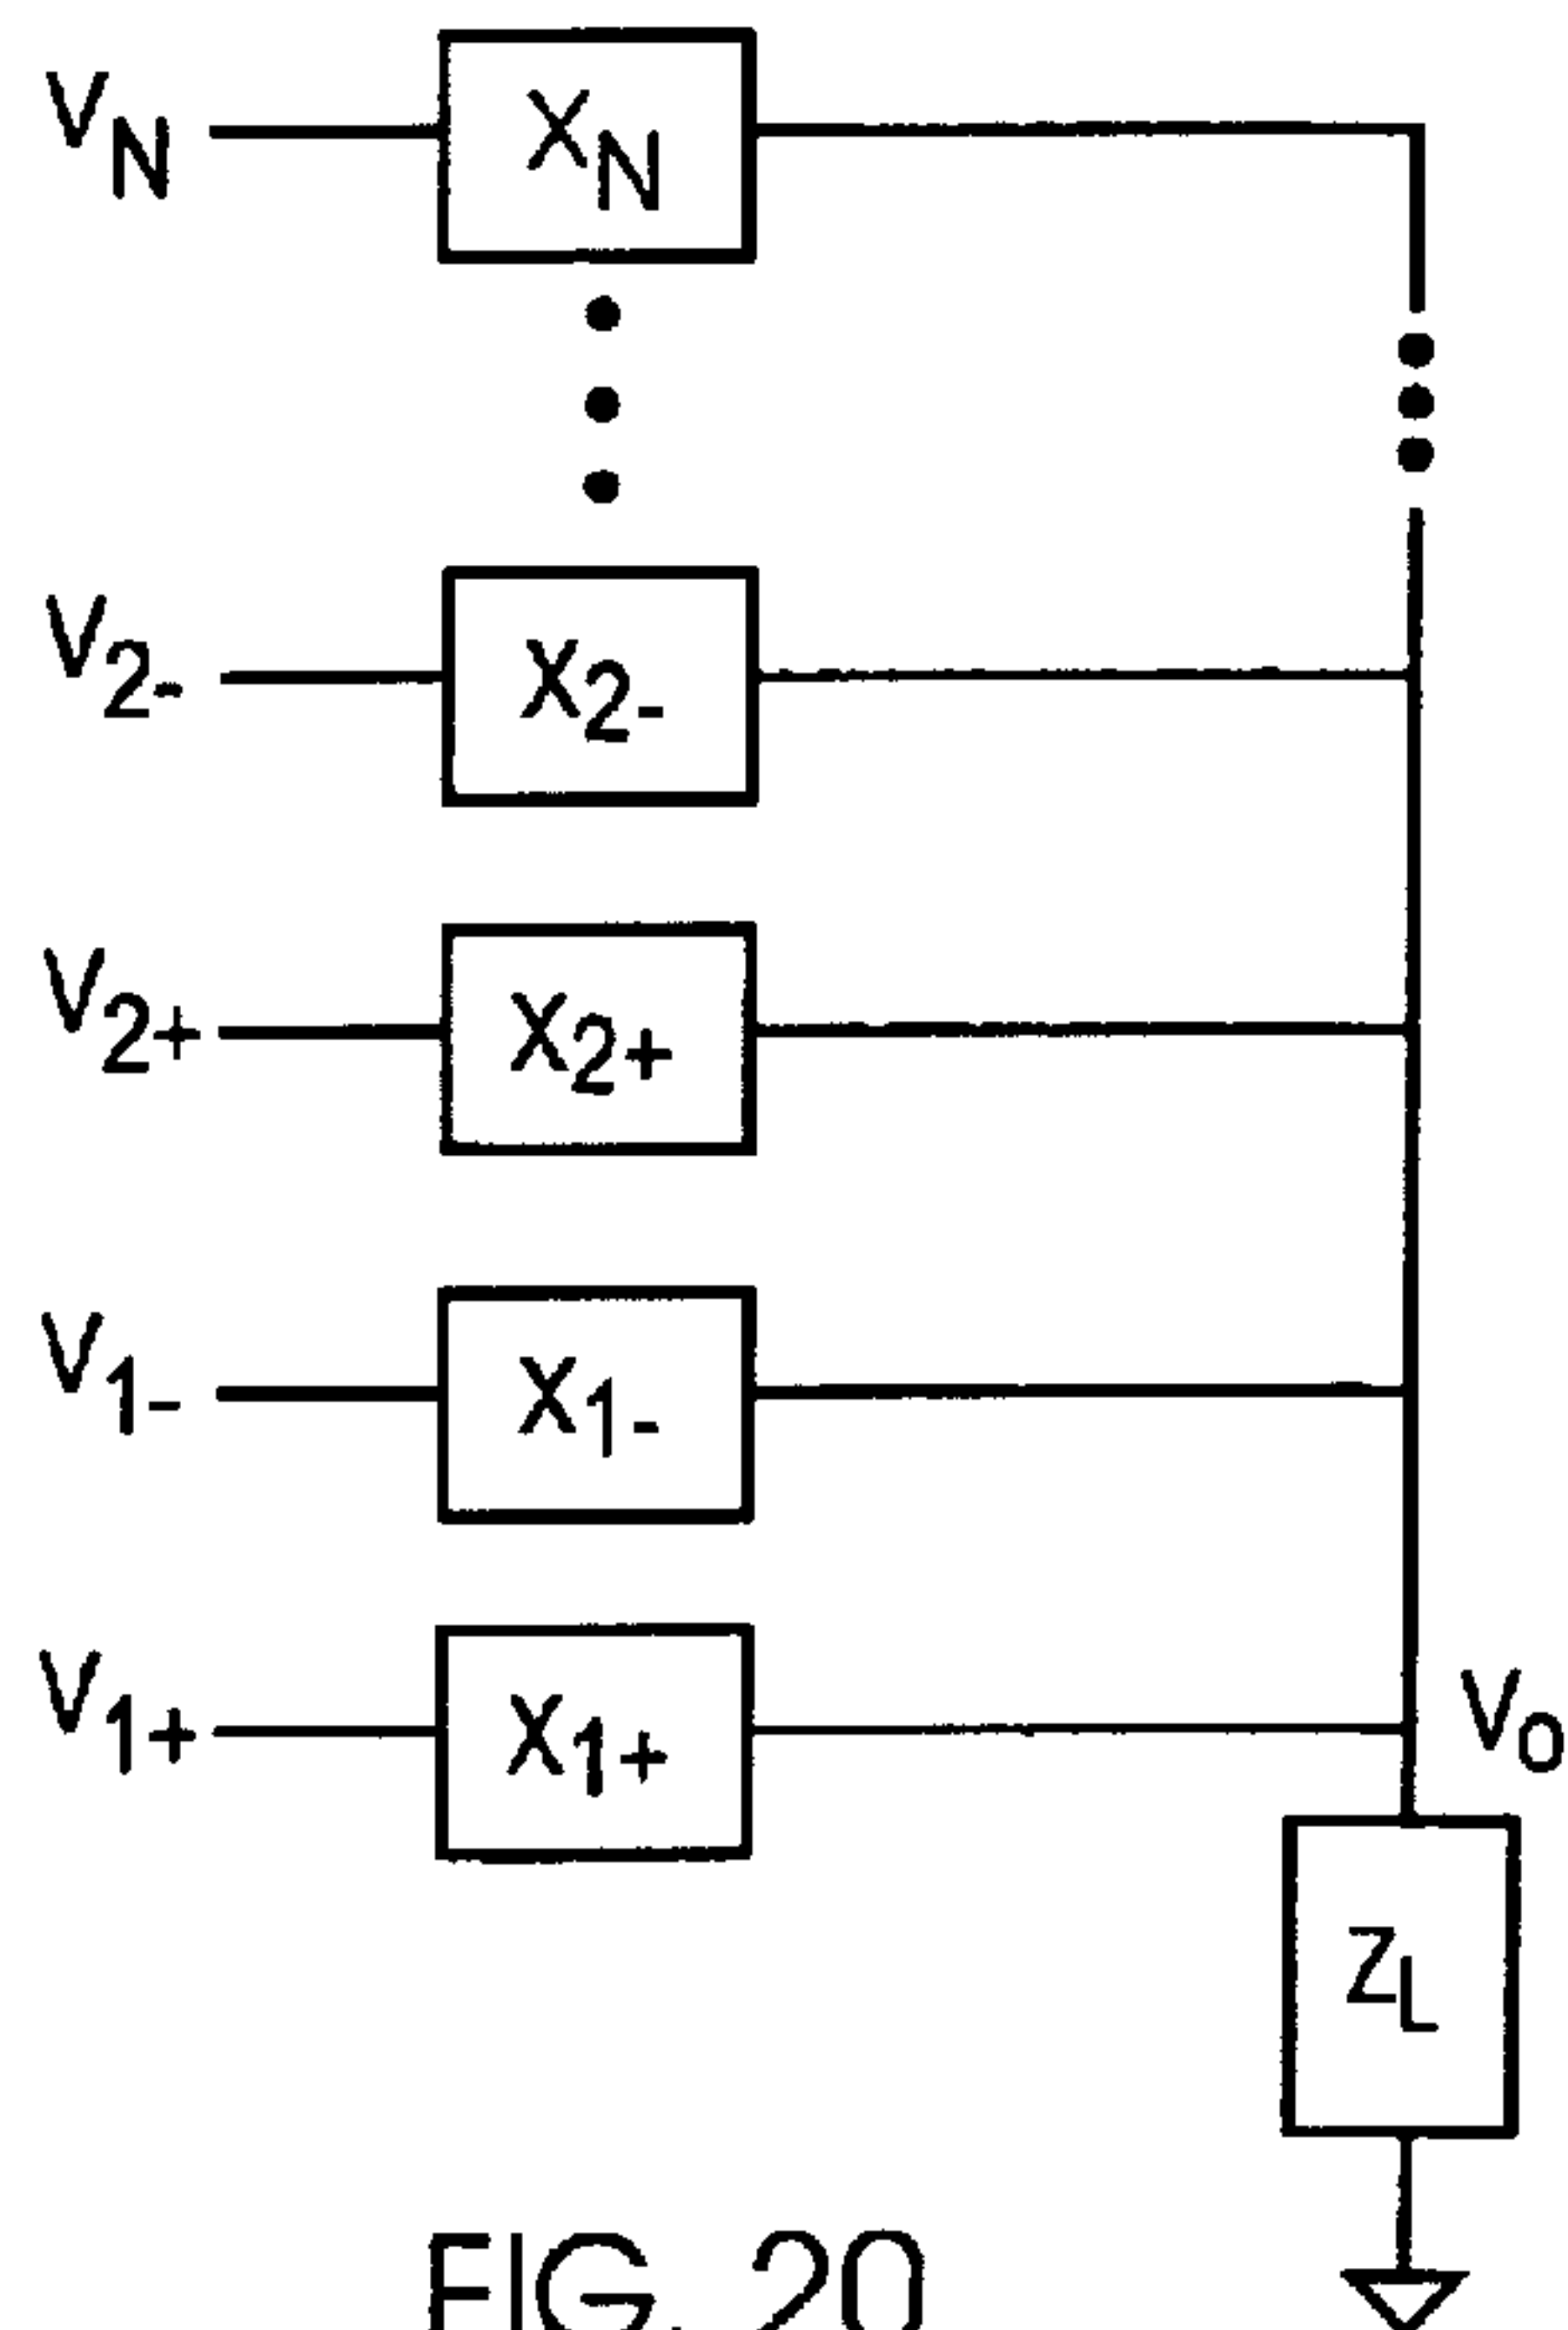 V_N X_N
V_2- X_2-
V_2+ X_2+
V_1- X_1-
V_1+ X_1+ V_O
Z_L
FIG. 20